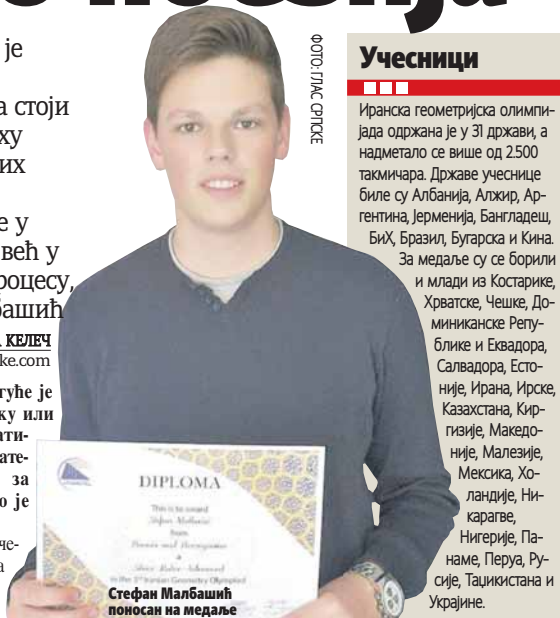 је
а стоји
ху
их
е у
већ у
роцесу,
башић
КЕЛЕЧ
ke.com
гуће је
ку или
ати-
ате-
за
о је
че-
а
ФОТО: ГЛАС СРПСКЕ
DIPLOMA
This is to award
Stefan Malbašić
from
Bosnia and Herzegovina
a
in the 3rd Iranian Geometry Olympiad
Стефан Малбашић
поносан на медаље
Учесници
Иранска геометријска олимпи-
јада одржана је у 31 држави, а
надметало се више од 2.500
такмичара. Државе учеснице
биле су Албанија, Алжир, Ар-
гентина, Јерменија, Бангладеш,
БиХ, Бразил, Бугарска и Кина.
За медаље су се борили
и млади из Костарике,
Хрватске, Чешке, До-
миниканске Репу-
блике и Еквадора,
Салвадора, Есто-
није, Ирана, Ирске,
Казахстана, Кир-
гизије, Македо-
није, Малезије,
Мексика, Хо-
ландије, Ни-
карагве,
Нигерије, Па-
наме, Перуа, Ру-
сије, Таџикистана и
Украјине.